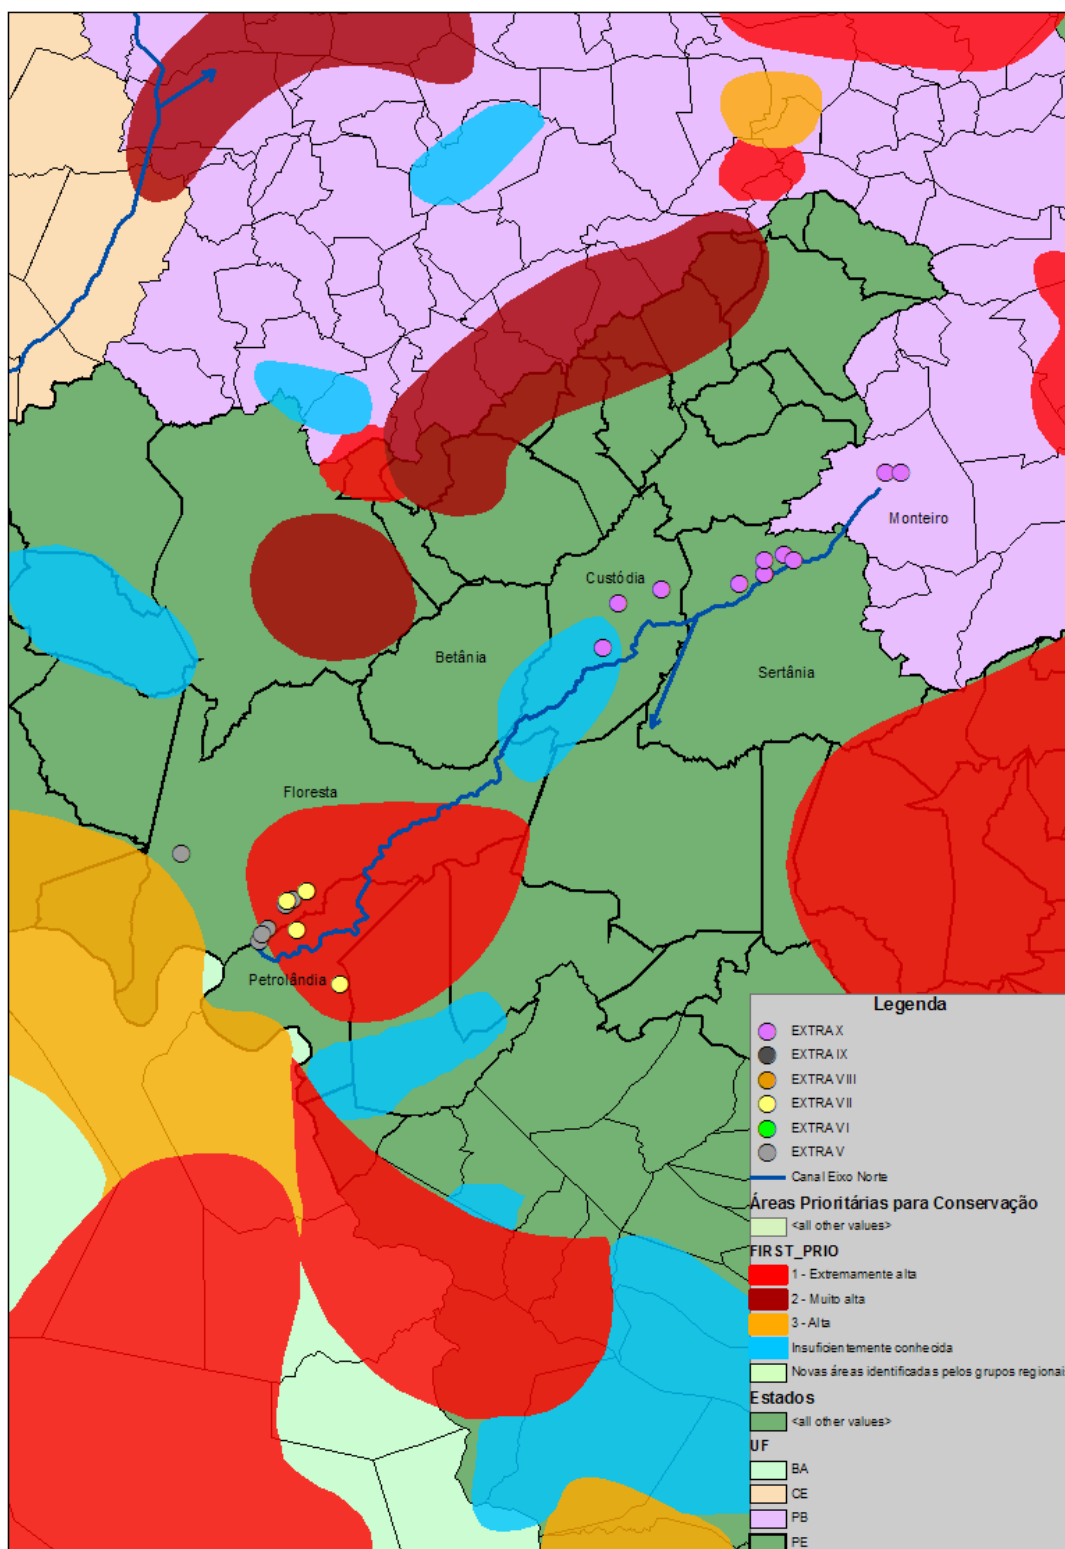 Monteiro
Custódia
Betânia
Sertânia
Floresta
Petrolândia
Legenda
EXTRA X
EXTRA IX
EXTRA VIII
EXTRA VII
EXTRA VI
EXTRA V
Canal Eixo Norte
Áreas Prioritárias para Conservação
<all other values>
FIRST_PRIO
1 - Extremamente alta
2 - Muito alta
3 - Alta
Insuficientemente conhecida
Novas áreas identificadas pelos grupos regionai
Estados
<all other values>
UF
BA
CE
PB
PE